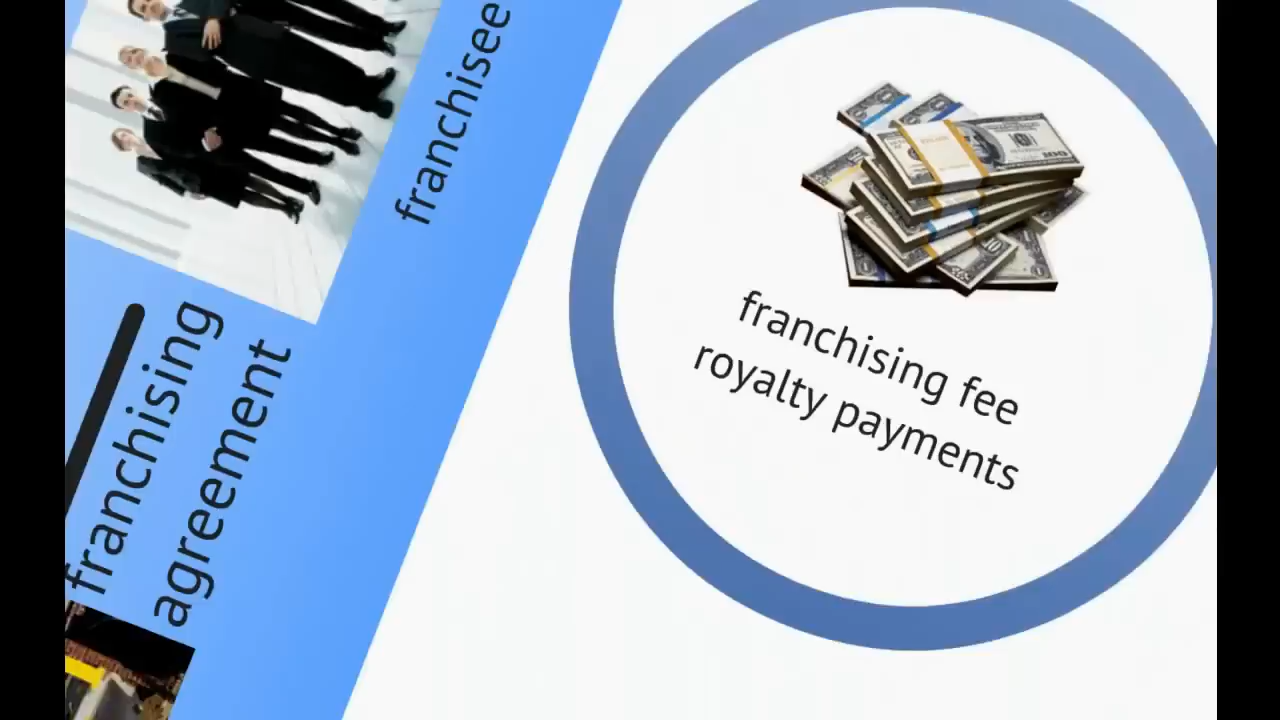 franchisee
franchising
agreement
franchising fee
royalty payments